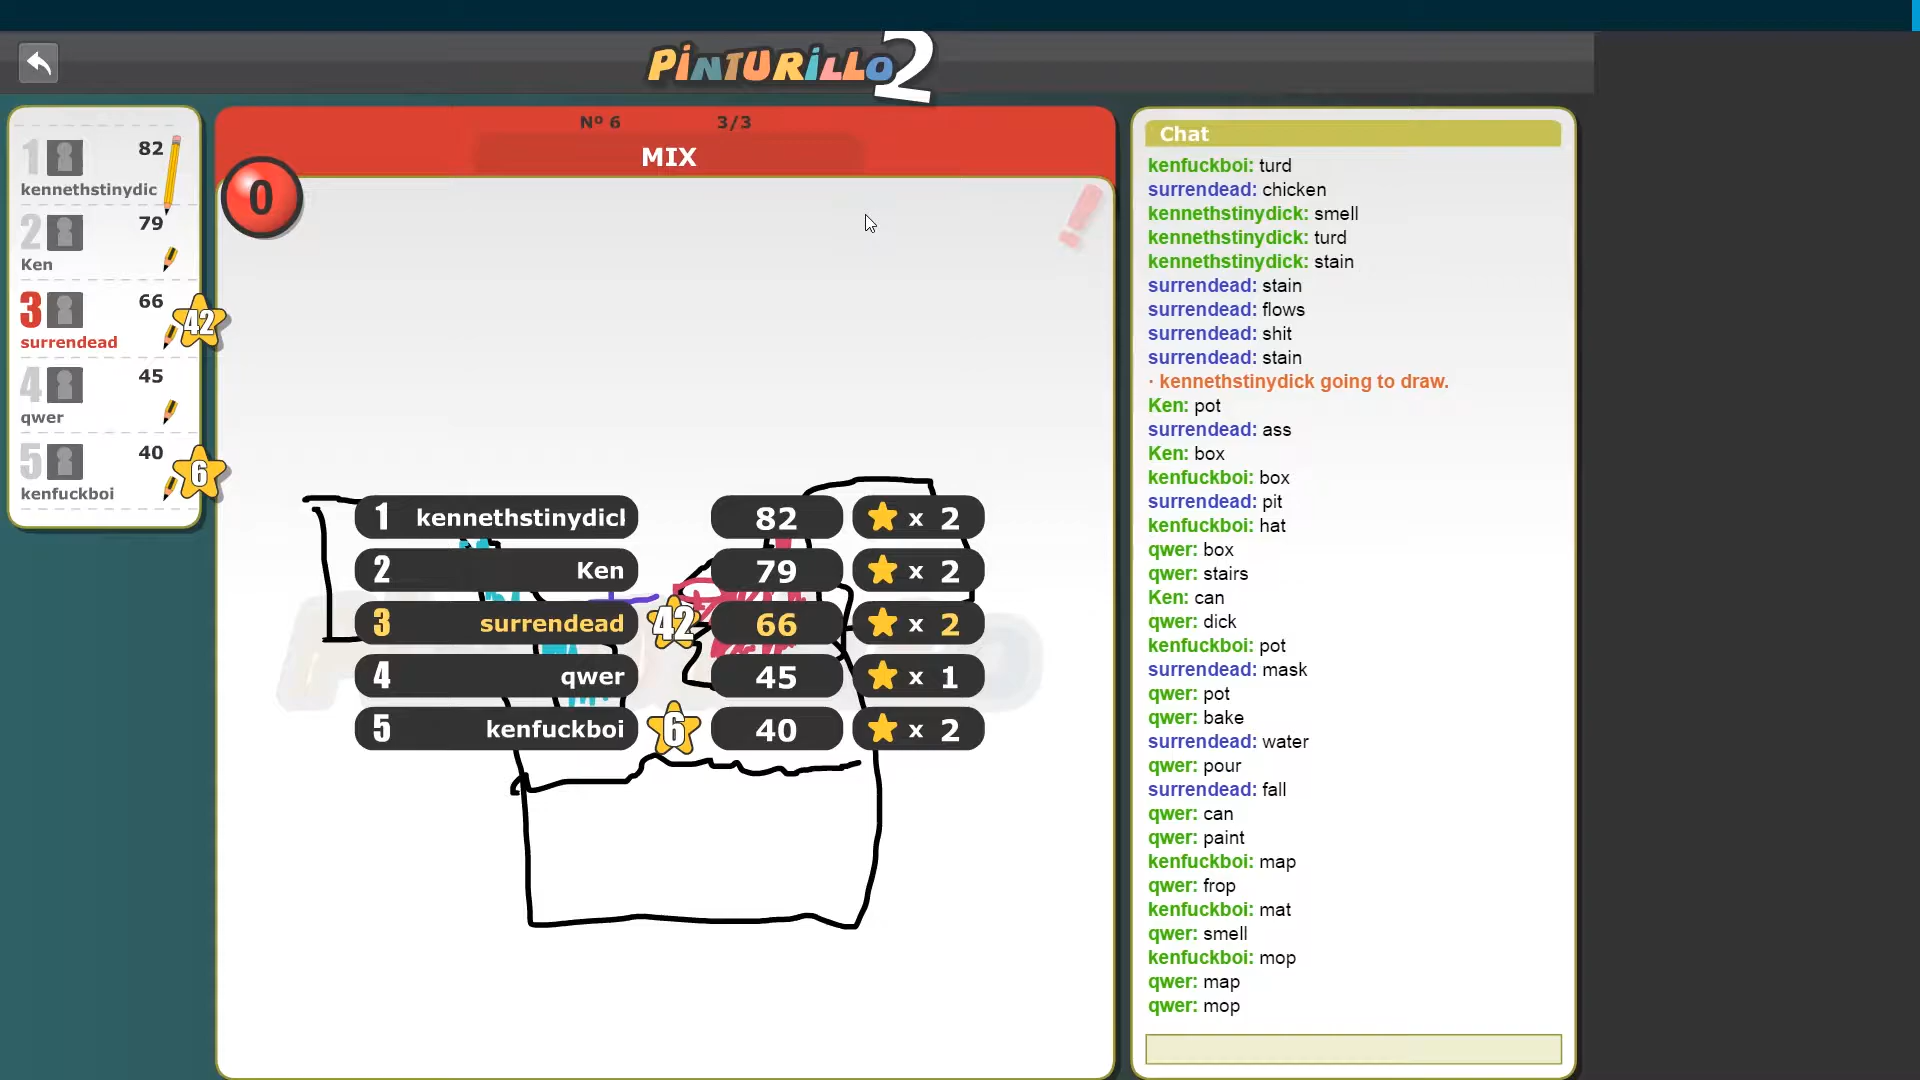 PINTURILLO 2
1
82
kennethstinydic
2
79
Ken
3
66
42
surrendead
4
45
qwer
5
40
6
kenfuckboi
Nº 6 3/3
MIX
0
!
1 kennethstinydicl 82 x 2
2 Ken 79 x 2
3 surrendead 42 66 x 2
4 qwer 45 x 1
5 kenfuckboi 6 40 x 2
Chat
kenfuckboi: turd
surrendead: chicken
kennethstinydick: smell
kennethstinydick: turd
kennethstinydick: stain
surrendead: stain
surrendead: flows
surrendead: shit
surrendead: stain
· kennethstinydick going to draw.
Ken: pot
surrendead: ass
Ken: box
kenfuckboi: box
surrendead: pit
kenfuckboi: hat
qwer: box
qwer: stairs
Ken: can
qwer: dick
kenfuckboi: pot
surrendead: mask
qwer: pot
qwer: bake
surrendead: water
qwer: pour
surrendead: fall
qwer: can
qwer: paint
kenfuckboi: map
qwer: frop
kenfuckboi: mat
qwer: smell
kenfuckboi: mop
qwer: map
qwer: mop